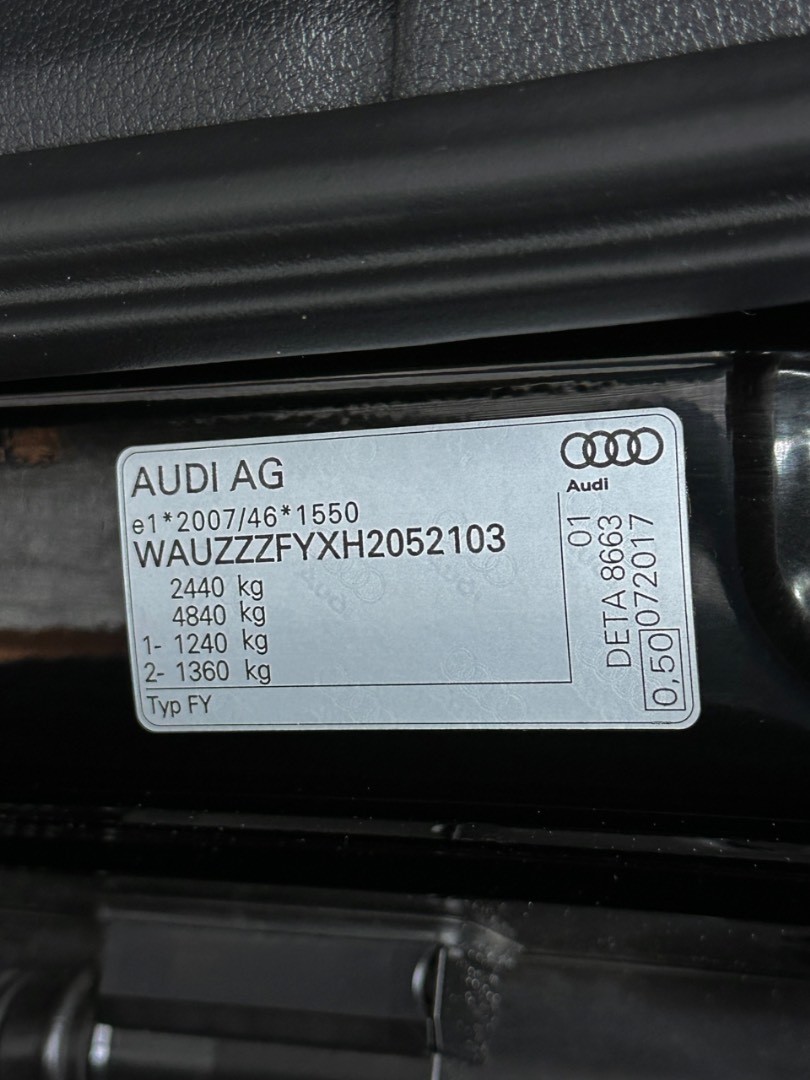 AUDI AG
Audi
e1*2007/46*1550
WAUZZZFYXH2052103
2440 kg
4840 kg
1- 1240 kg
2- 1360 kg
Typ FY
01
DETA 8663
0,50 072017